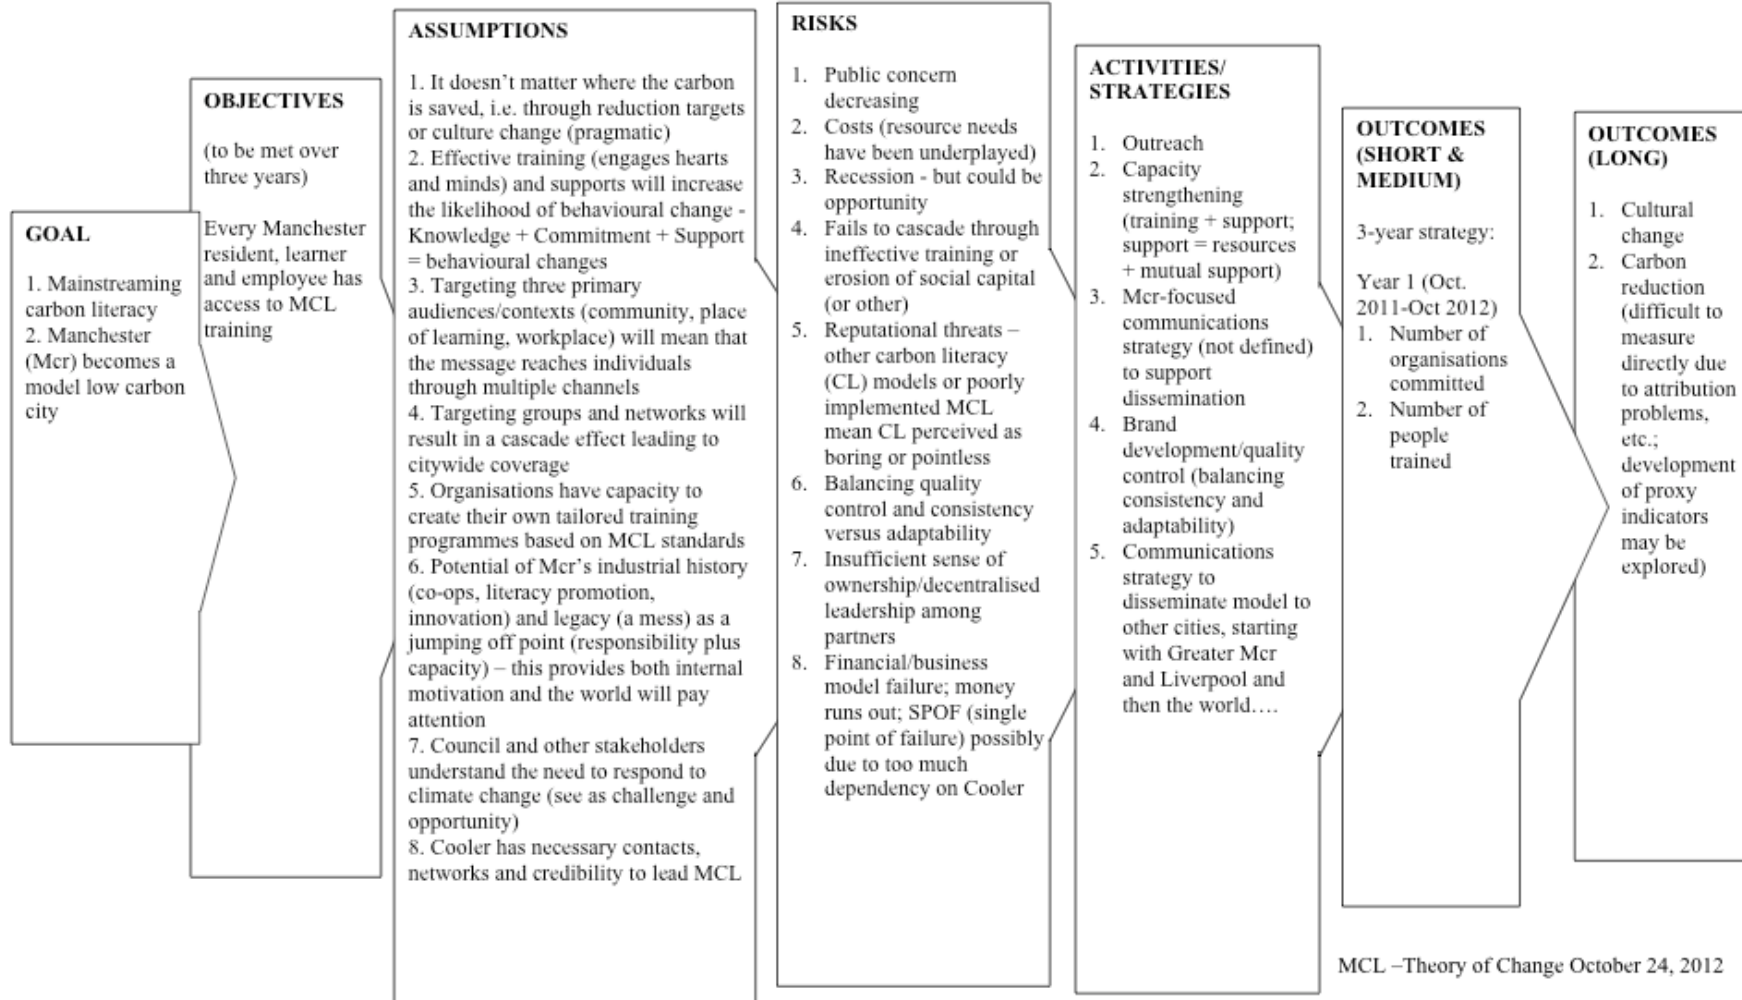 GOAL
1. Mainstreaming
carbon literacy
2. Manchester
(Mcr) becomes a
model low carbon
city
OBJECTIVES
(to be met over
three years)
Every Manchester
resident, learner
and employee has
access to MCL
training
ASSUMPTIONS
1. It doesn't matter where the carbon
is saved, i.e. through reduction targets
or culture change (pragmatic)
2. Effective training (engages hearts
and minds) and supports will increase
the likelihood of behavioural change -
Knowledge + Commitment + Support
= behavioural changes
3. Targeting three primary
audiences/contexts (community, place
of learning, workplace) will mean that
the message reaches individuals
through multiple channels
4. Targeting groups and networks will
result in a cascade effect leading to
citywide coverage
5. Organisations have capacity to
create their own tailored training
programmes based on MCL standards
6. Potential of Mcr's industrial history
(co-ops, literacy promotion,
innovation) and legacy (a mess) as a
jumping off point (responsibility plus
capacity) – this provides both internal
motivation and the world will pay
attention
7. Council and other stakeholders
understand the need to respond to
climate change (see as challenge and
opportunity)
8. Cooler has necessary contacts,
networks and credibility to lead MCL
RISKS
1. Public concern
decreasing
2. Costs (resource needs
have been underplayed)
3. Recession - but could be
opportunity
4. Fails to cascade through
ineffective training or
erosion of social capital
(or other)
5. Reputational threats –
other carbon literacy
(CL) models or poorly
implemented MCL
mean CL perceived as
boring or pointless
6. Balancing quality
control and consistency
versus adaptability
7. Insufficient sense of
ownership/decentralised
leadership among
partners
8. Financial/business
model failure; money
runs out; SPOF (single
point of failure) possibly
due to too much
dependency on Cooler
ACTIVITIES/
STRATEGIES
1. Outreach
2. Capacity
strengthening
(training + support;
support = resources
+ mutual support)
3. Mcr-focused
communications
strategy (not defined)
to support
dissemination
4. Brand
development/quality
control (balancing
consistency and
adaptability)
5. Communications
strategy to
disseminate model to
other cities, starting
with Greater Mcr
and Liverpool and
then the world….
OUTCOMES
(SHORT &
MEDIUM)
3-year strategy:
Year 1 (Oct.
2011-Oct 2012)
1. Number of
organisations
committed
2. Number of
people
trained
OUTCOMES
(LONG)
1. Cultural
change
2. Carbon
reduction
(difficult to
measure
directly due
to attribution
problems,
etc.;
development
of proxy
indicators
may be
explored)
MCL –Theory of Change October 24, 2012